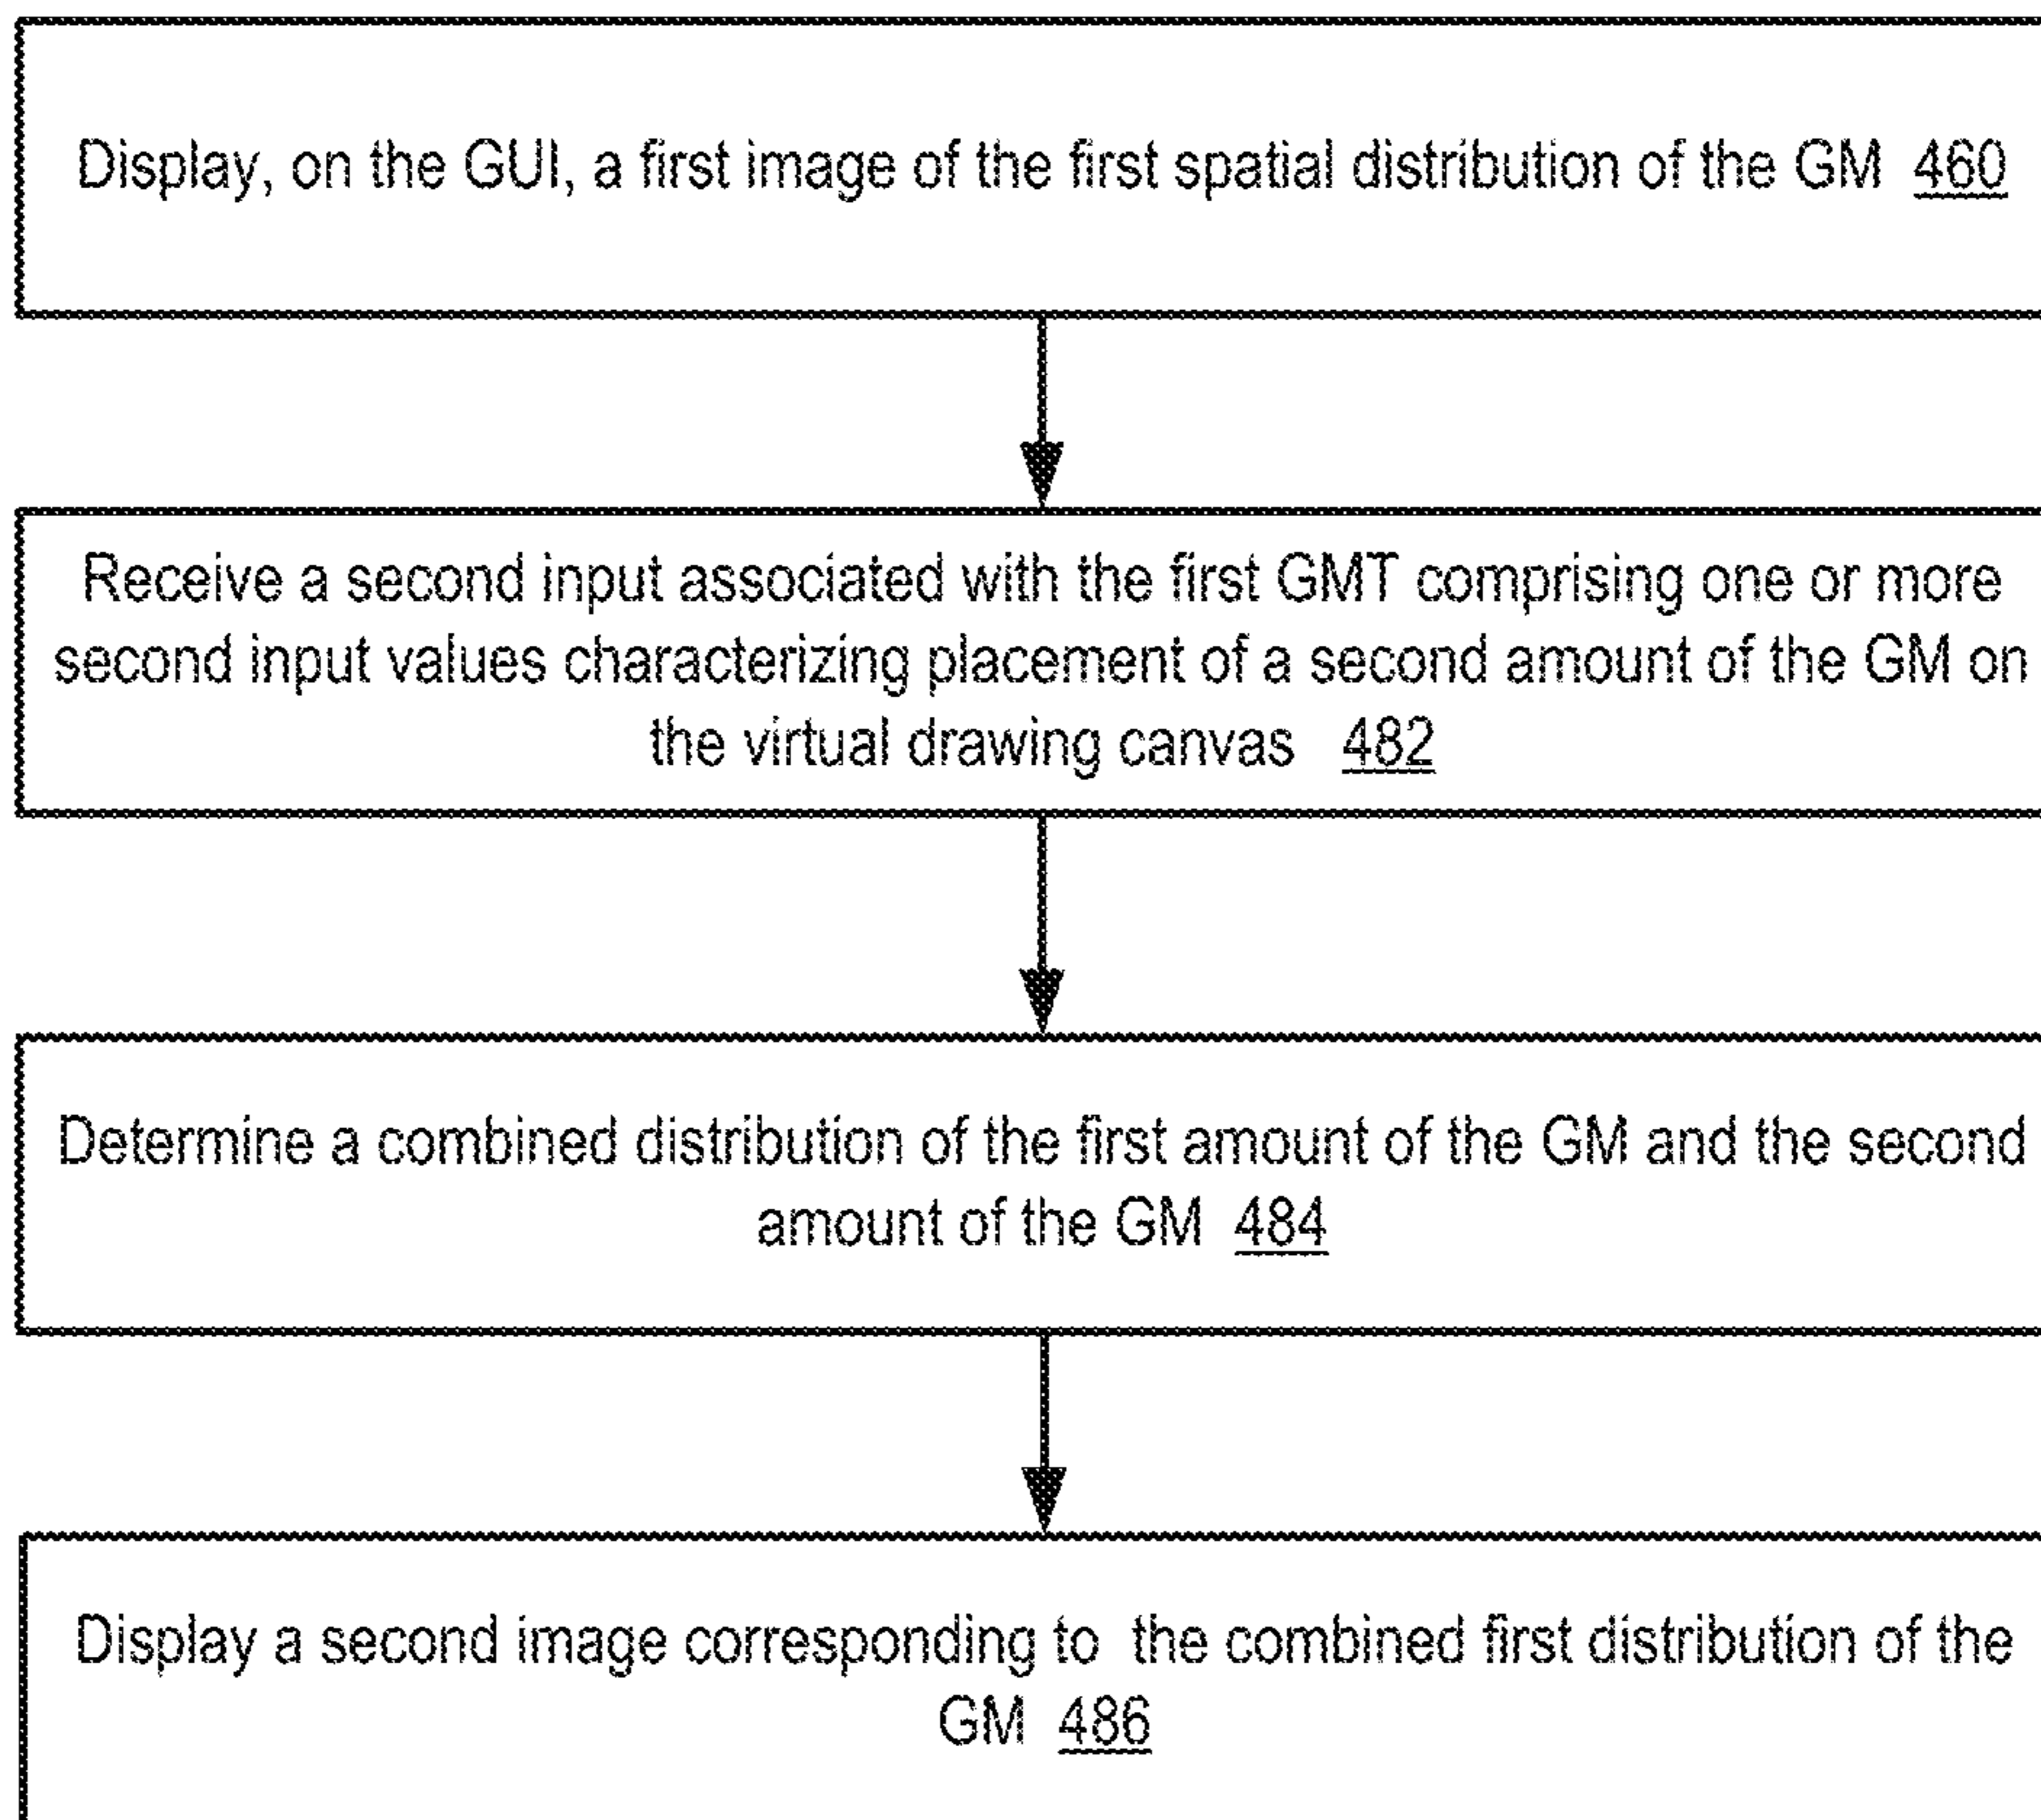 Display, on the GUI, a first image of the first spatial distribution of the GM 460
Receive a second input associated with the first GMT comprising one or more
second input values characterizing placement of a second amount of the GM on
the virtual drawing canvas 482
Determine a combined distribution of the first amount of the GM and the second
amount of the GM 484
Display a second image corresponding to the combined first distribution of the
GM 486